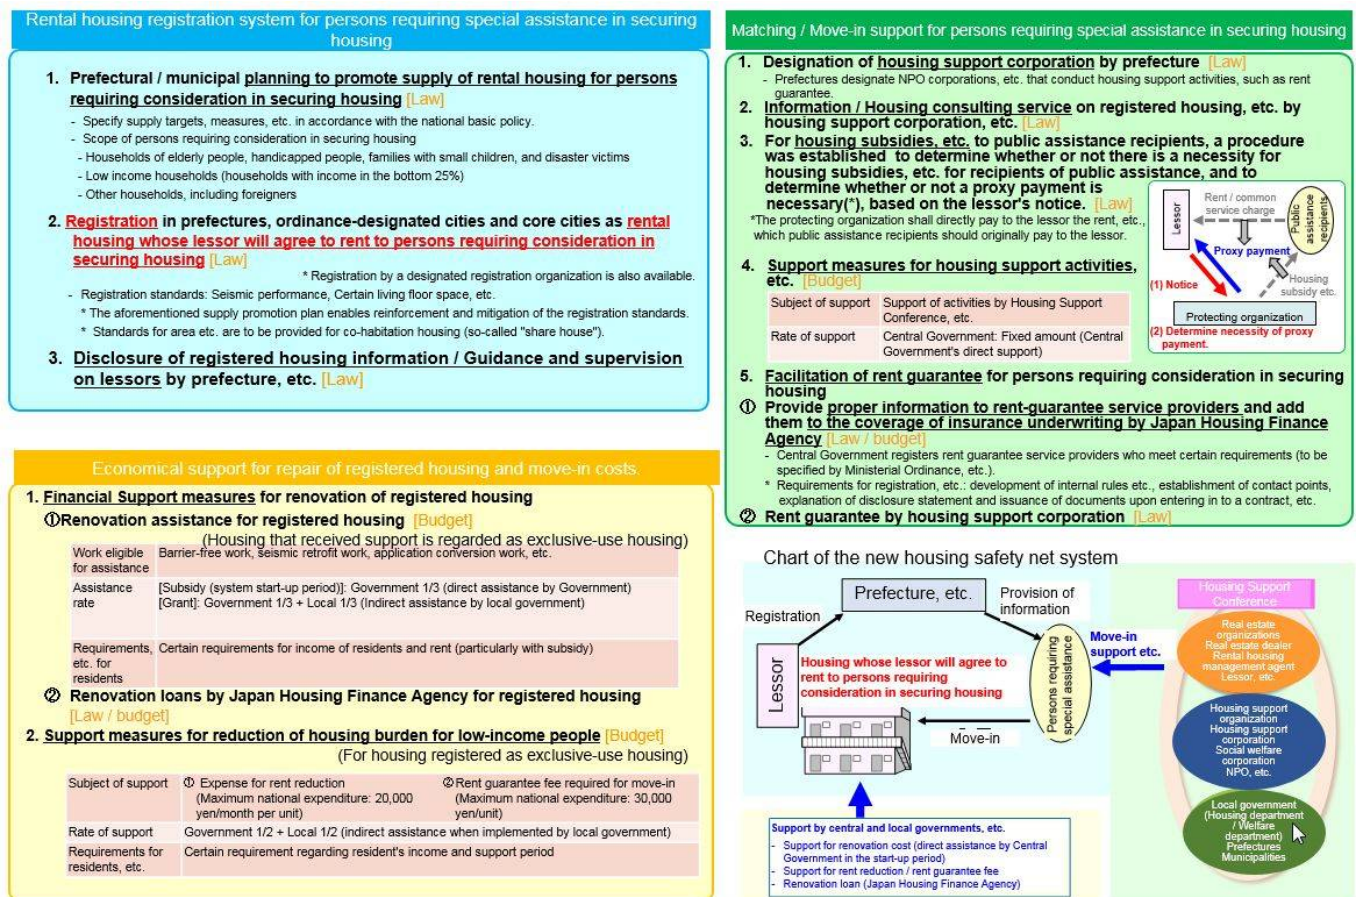 Rental housing registration system for persons requiring special assistance in securing
housing
1. Prefectural / municipal planning to promote supply of rental housing for persons
requiring consideration in securing housing [Law]
- Specify supply targets, measures, etc. in accordance with the national basic policy.
- Scope of persons requiring consideration in securing housing
- Households of elderly people, handicapped people, families with small children, and disaster victims
- Low income households (households with income in the bottom 25%)
- Other households, including foreigners
2. Registration in prefectures, ordinance-designated cities and core cities as rental
housing whose lessor will agree to rent to persons requiring consideration in
securing housing [Law]
* Registration by a designated registration organization is also available.
- Registration standards: Seismic performance, Certain living floor space, etc.
* The aforementioned supply promotion plan enables reinforcement and mitigation of the registration standards.
* Standards for area etc. are to be provided for co-habitation housing (so-called "share house").
3. Disclosure of registered housing information / Guidance and supervision
on lessors by prefecture, etc. [Law]
Economical support for repair of registered housing and move-in costs.
1. Financial Support measures for renovation of registered housing
①Renovation assistance for registered housing [Budget]
(Housing that received support is regarded as exclusive-use housing)
Work eligible
for assistance
Barrier-free work, seismic retrofit work, application conversion work, etc.
Assistance
rate
[Subsidy (system start-up period)]: Government 1/3 (direct assistance by Government)
[Grant]: Government 1/3 + Local 1/3 (Indirect assistance by local government)
Requirements,
etc. for
residents
Certain requirements for income of residents and rent (particularly with subsidy)
② Renovation loans by Japan Housing Finance Agency for registered housing
[Law / budget]
2. Support measures for reduction of housing burden for low-income people [Budget]
(For housing registered as exclusive-use housing)
Subject of support
① Expense for rent reduction
(Maximum national expenditure: 20,000
yen/month per unit)
②Rent guarantee fee required for move-in
(Maximum national expenditure: 30,000
yen/unit)
Rate of support
Government 1/2 + Local 1/2 (indirect assistance when implemented by local government)
Requirements for
residents, etc.
Certain requirement regarding resident's income and support period
Matching / Move-in support for persons requiring special assistance in securing housing
1. Designation of housing support corporation by prefecture [Law]
- Prefectures designate NPO corporations, etc. that conduct housing support activities, such as rent
guarantee.
2. Information / Housing consulting service on registered housing, etc. by
housing support corporation, etc. [Law]
3. For housing subsidies, etc. to public assistance recipients, a procedure
was established to determine whether or not there is a necessity for
housing subsidies, etc. for recipients of public assistance, and to
determine whether or not a proxy payment is
necessary(*), based on the lessor's notice. [Law]
*The protecting organization shall directly pay to the lessor the rent, etc.,
which public assistance recipients should originally pay to the lessor.
Lessor
Rent / common
service charge
Public
assistance
recipients
Proxy payment
(1) Notice
Housing
subsidy etc.
Protecting organization
(2) Determine necessity of proxy
payment.
4. Support measures for housing support activities,
etc. [Budget]
Subject of support
Support of activities by Housing Support
Conference, etc.
Rate of support
Central Government: Fixed amount (Central
Government's direct support)
5. Facilitation of rent guarantee for persons requiring consideration in securing
housing
① Provide proper information to rent-guarantee service providers and add
them to the coverage of insurance underwriting by Japan Housing Finance
Agency [Law / budget]
- Central Government registers rent guarantee service providers who meet certain requirements (to be
specified by Ministerial Ordinance, etc.).
* Requirements for registration, etc.: development of internal rules etc., establishment of contact points,
explanation of disclosure statement and issuance of documents upon entering in to a contract, etc.
② Rent guarantee by housing support corporation [Law]
Chart of the new housing safety net system
Prefecture, etc.
Registration
Provision of
information
Lessor
Housing whose lessor will agree to
rent to persons requiring
consideration in securing housing
Persons requiring
special assistance
Move-in
Move-in
support etc.
Support by central and local governments, etc.
- Support for renovation cost (direct assistance by Central
Government in the start-up period)
- Support for rent reduction / rent guarantee fee
- Renovation loan (Japan Housing Finance Agency)
Housing Support
Conference
Real estate
organizations
Real estate dealer
Rental housing
management agent
Lessor, etc.
Housing support
organization
Housing support
corporation
Social welfare
corporation
NPO, etc.
Local government
(Housing department
/ Welfare
department)
Prefectures
Municipalities